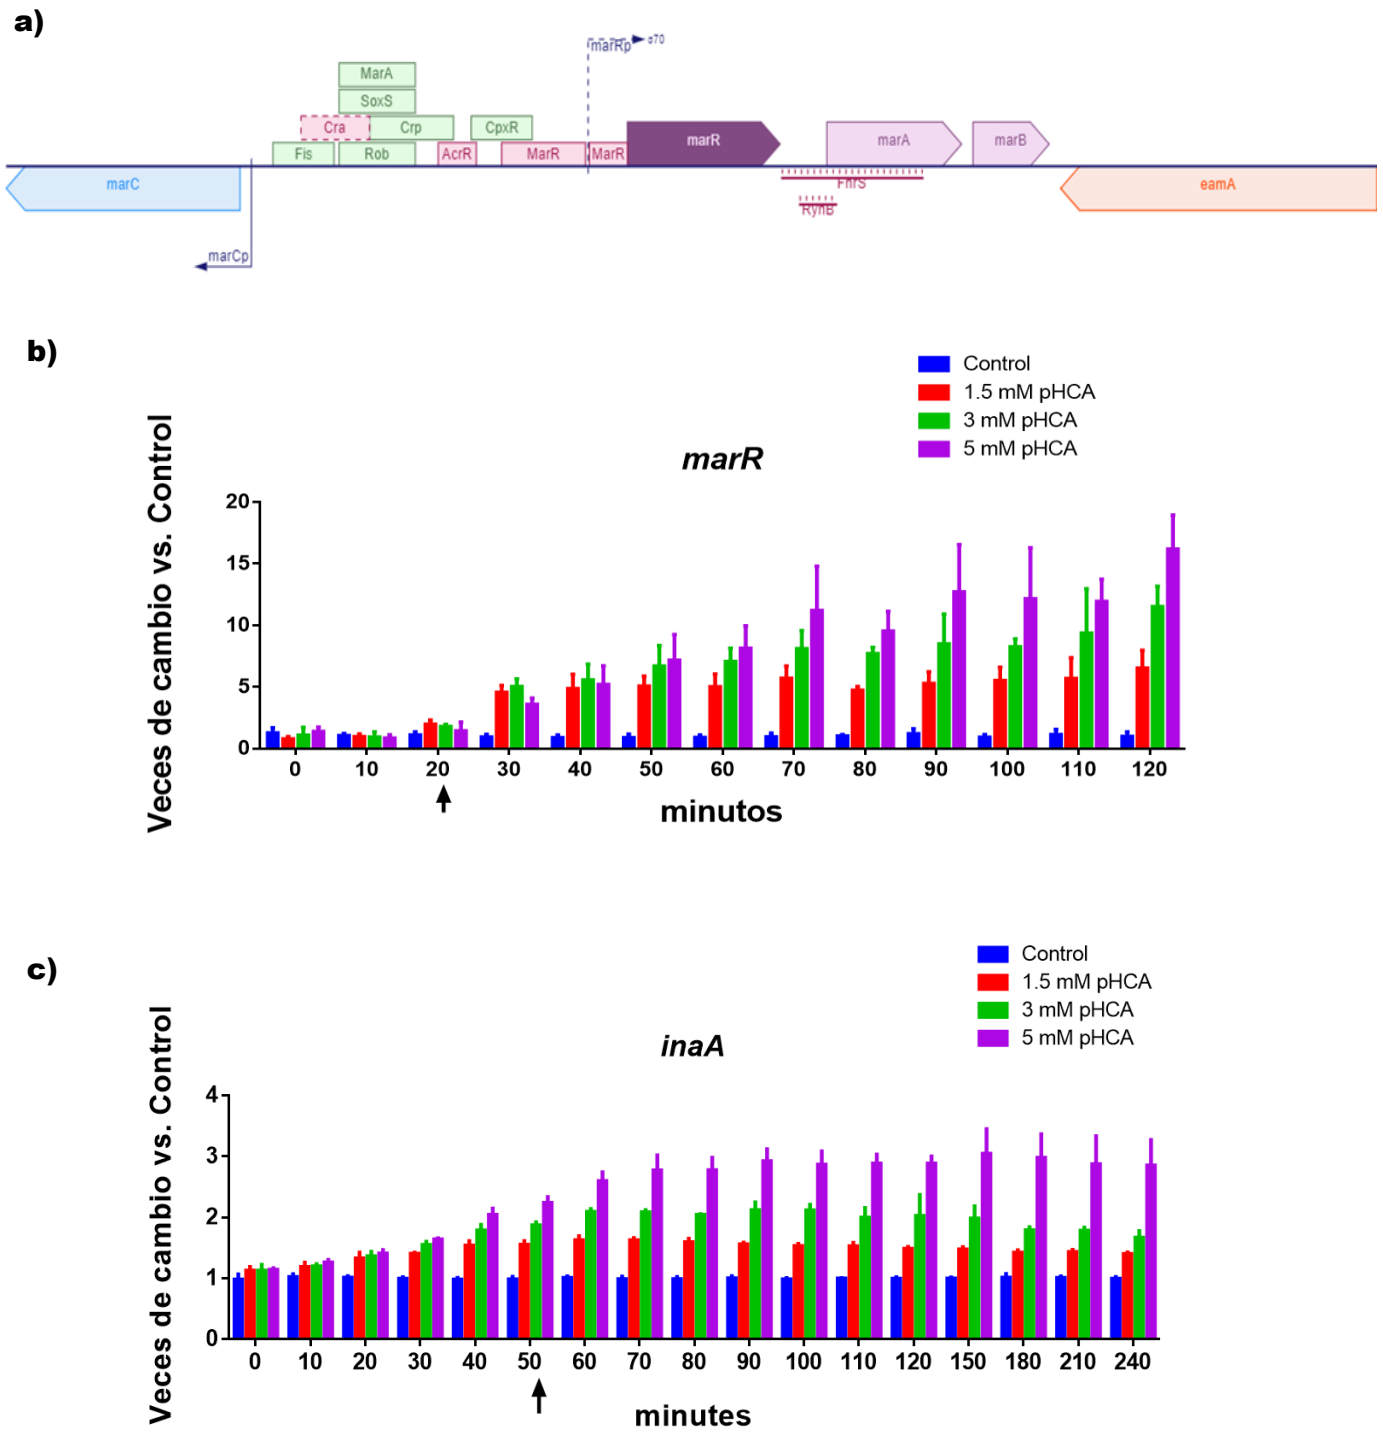 a)
marRp σ70
MarA
SoxS
Cra Crp CpxR
Fis Rob AcrR MarR MarR marR marA marB
marC FnrS eamA
RyhB
marCp
b)
Control
1.5 mM pHCA
3 mM pHCA
5 mM pHCA
marR
Veces de cambio vs. Control
20
15
10
5
0
0 10 20 30 40 50 60 70 80 90 100 110 120
minutos
c)
Control
1.5 mM pHCA
3 mM pHCA
5 mM pHCA
inaA
Veces de cambio vs. Control
4
3
2
1
0
0 10 20 30 40 50 60 70 80 90 100 110 120 150 180 210 240
minutes